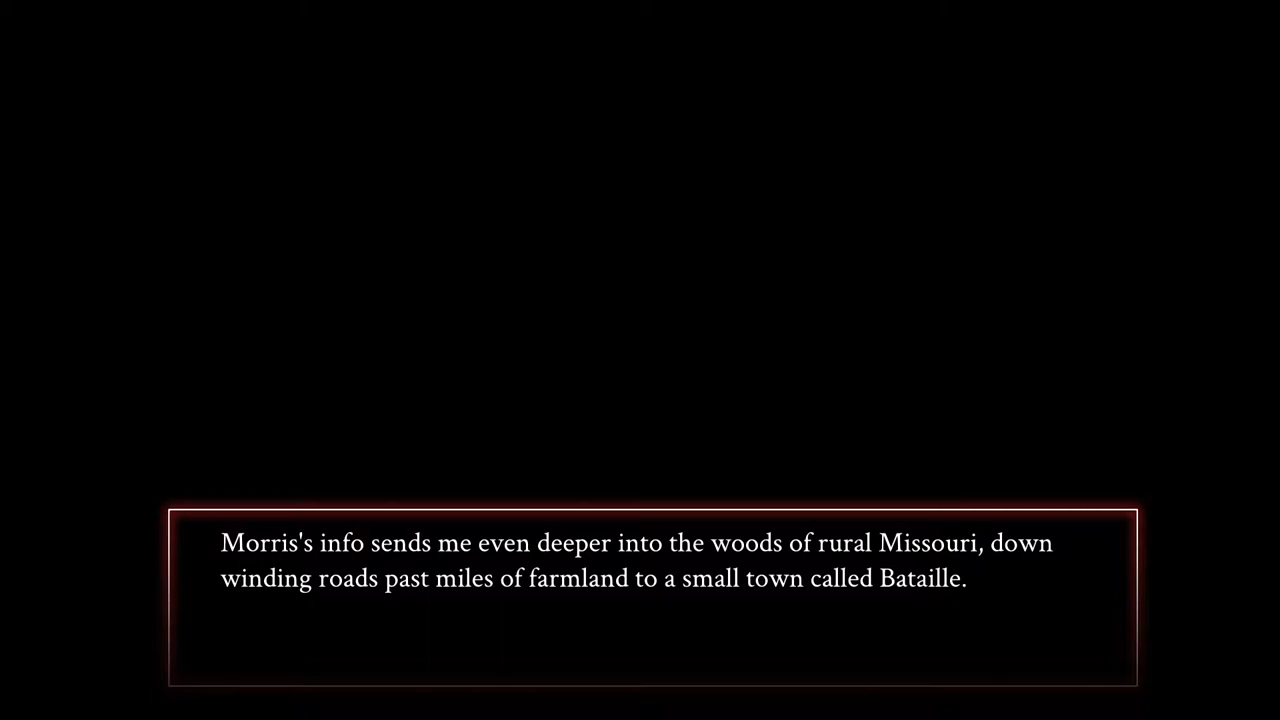 Morris's info sends me even deeper into the woods of rural Missouri, down
winding roads past miles of farmland to a small town called Bataille.